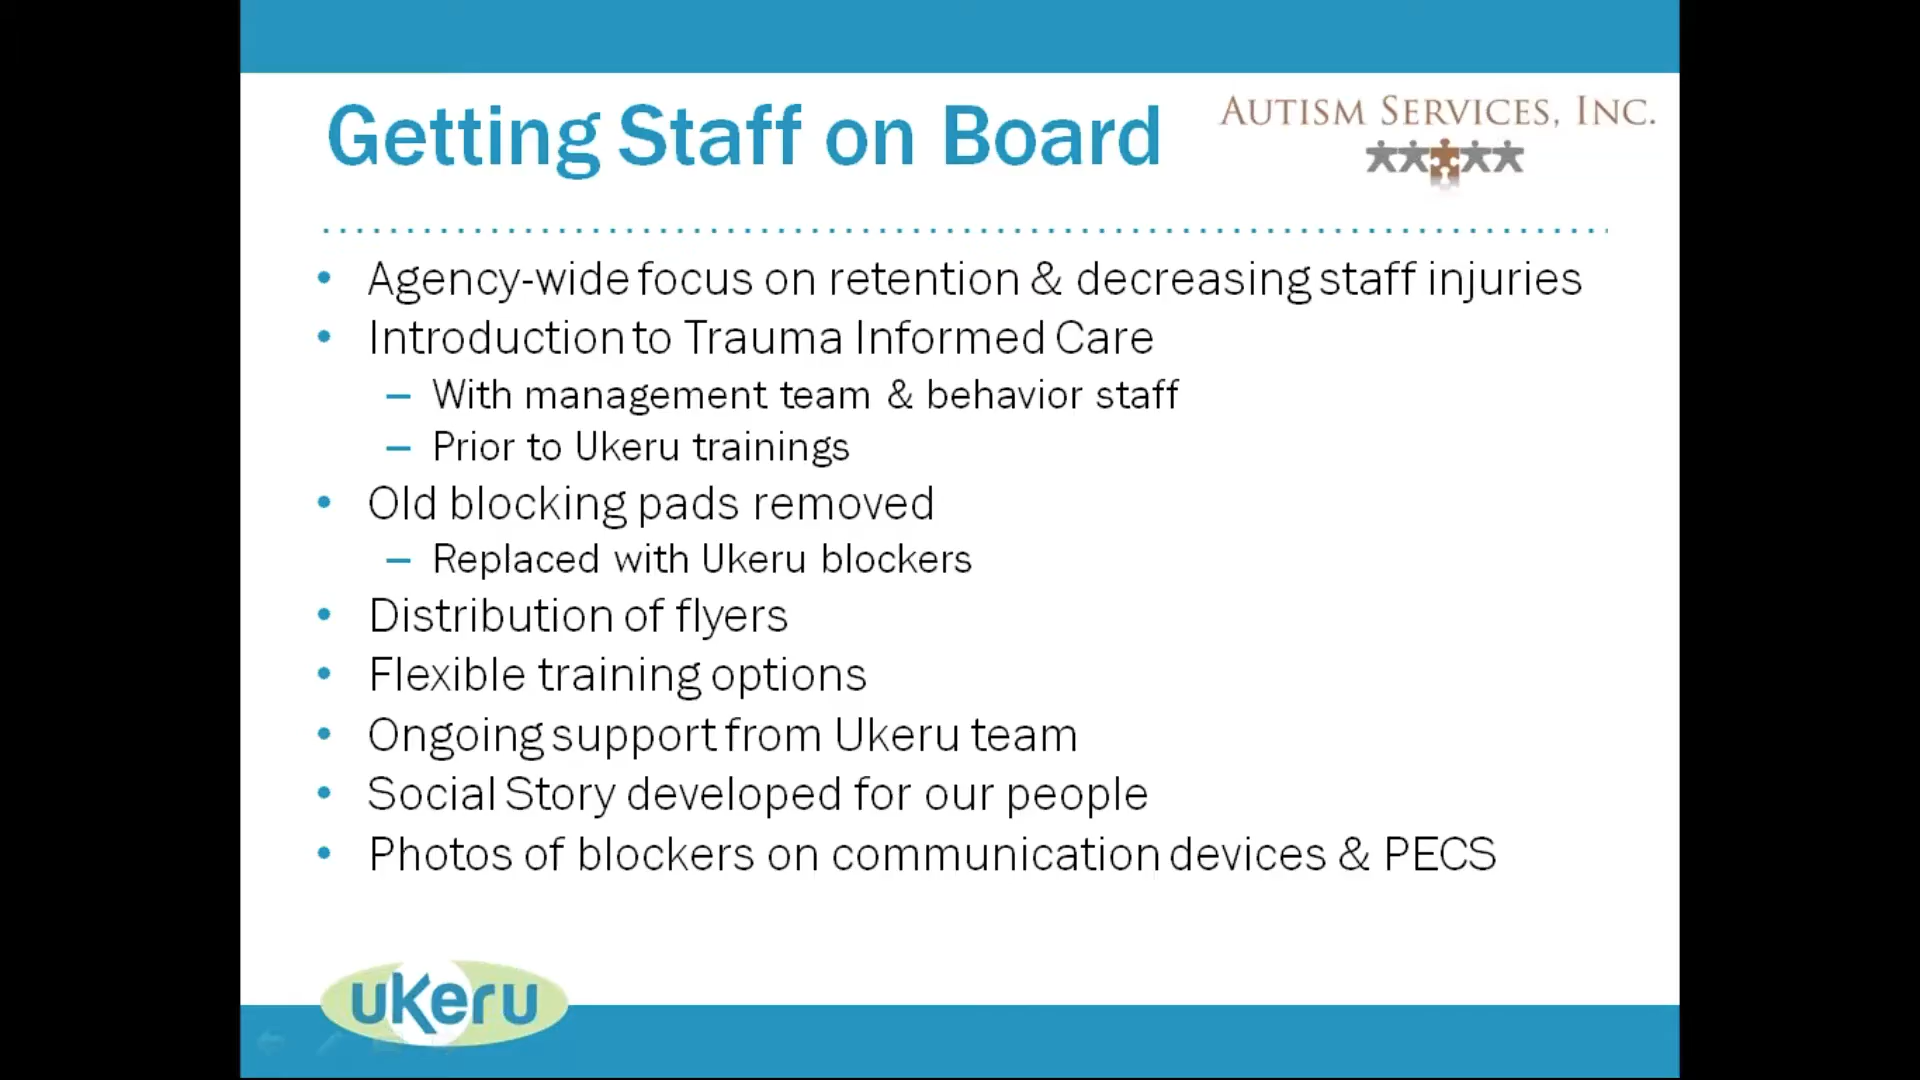 Getting Staff on Board
AUTISM SERVICES, INC.
• Agency-wide focus on retention & decreasing staff injuries
• Introduction to Trauma Informed Care
– With management team & behavior staff
– Prior to Ukeru trainings
• Old blocking pads removed
– Replaced with Ukeru blockers
• Distribution of flyers
• Flexible training options
• Ongoing support from Ukeru team
• Social Story developed for our people
• Photos of blockers on communication devices & PECS
ukeru